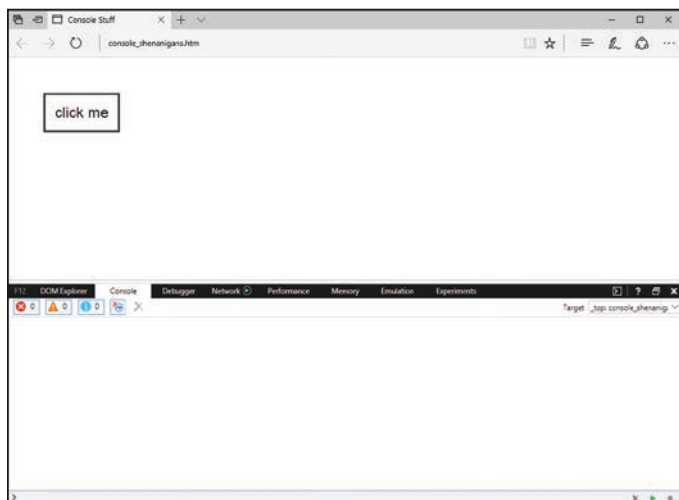 Console Stuff
console_shenanigans.htm
click me
F12 DOM Explorer Console Debugger Network Performance Memory Emulation Experiments ?
0 0 0 Target _top: console_shenanig